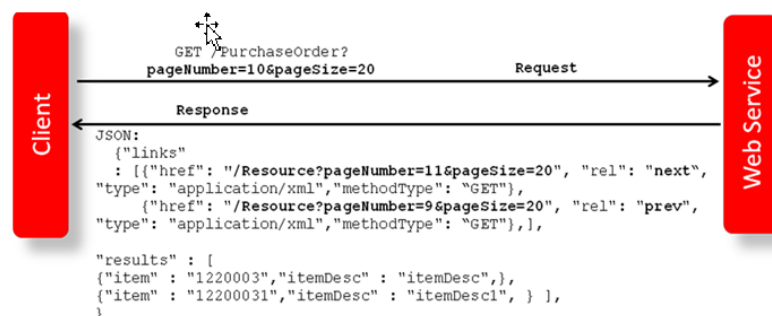 Client
GET /PurchaseOrder?
pageNumber=10&pageSize=20
Request
Response
JSON:
{"links"
: [{"href": "/Resource?pageNumber=11&pageSize=20", "rel": "next“,
"type": "application/xml","methodType": “GET"},
{"href": "/Resource?pageNumber=9&pageSize=20", "rel": "prev",
"type": "application/xml","methodType": “GET"},],
"results" : [
{"item" : "1220003","itemDesc" : "itemDesc",},
{"item" : "12200031","itemDesc" : "itemDesc1", } ],
}
Web Service